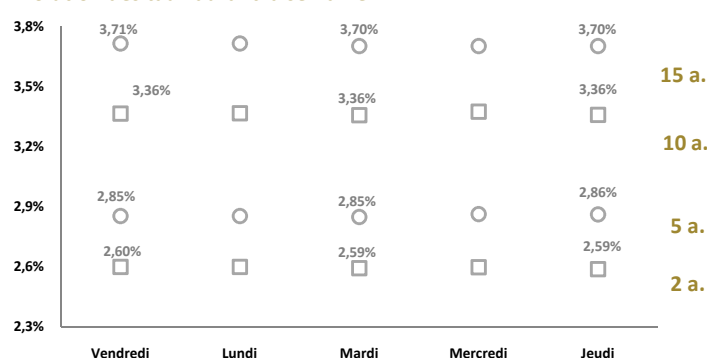 3,8%
3,71% 3,70% 3,70%
3,5%
15 a.
3,36% 3,36% 3,36%
3,2%
10 a.
2,9%
2,85% 2,85% 2,86%
5 a.
2,6%
2,60% 2,59% 2,59%
2 a.
2,3%
Vendredi Lundi Mardi Mercredi Jeudi